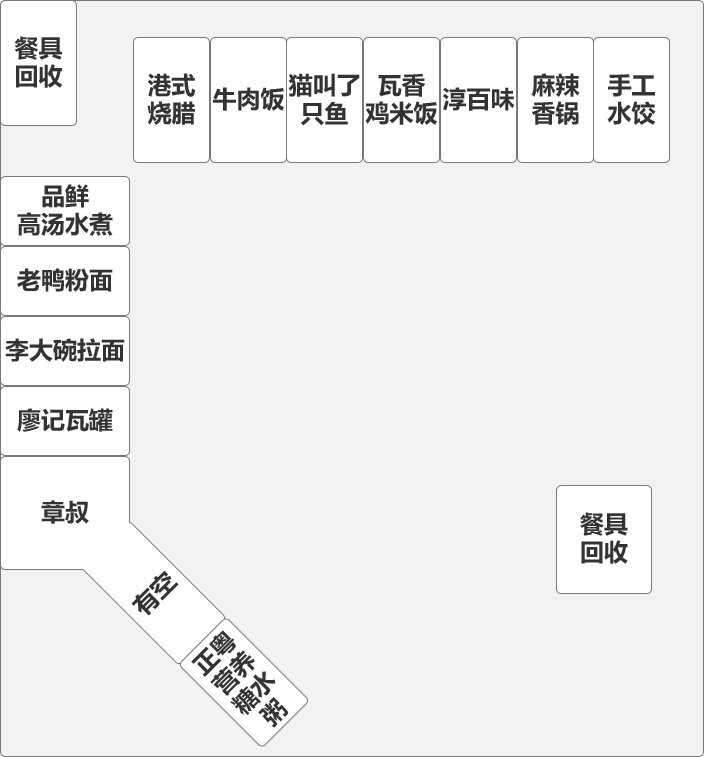 餐具
回收
港式
烧腊
牛肉饭
猫叫了
只鱼
瓦香
鸡米饭
淳百味
麻辣
香锅
手工
水饺
品鲜
高汤水煮
老鸭粉面
李大碗拉面
廖记瓦罐
章叔
有空
正粤
营养
糖水
粥
餐具
回收